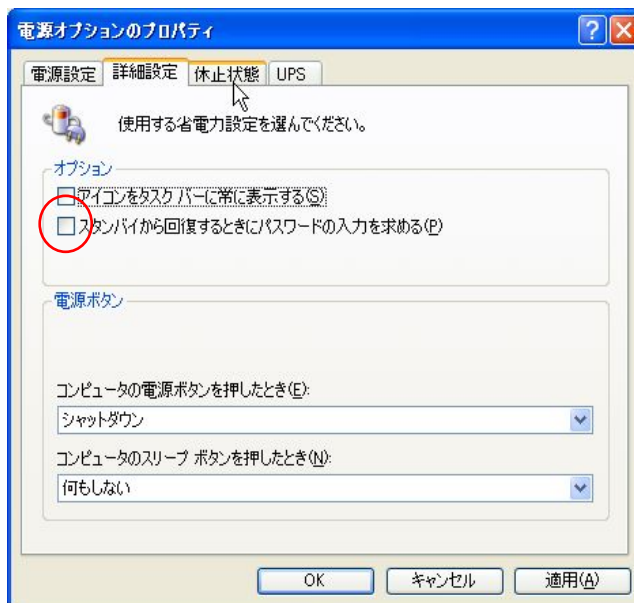 電源オプションのプロパティ
電源設定 詳細設定 休止状態 UPS
使用する省電力設定を選んでください。
オプション
アイコンをタスク バーに常に表示する(S)
スタンバイから回復するときにパスワードの入力を求める(P)
電源ボタン
コンピュータの電源ボタンを押したとき(E):
シャットダウン
コンピュータのスリープ ボタンを押したとき(N):
何もしない
OK キャンセル 適用(A)